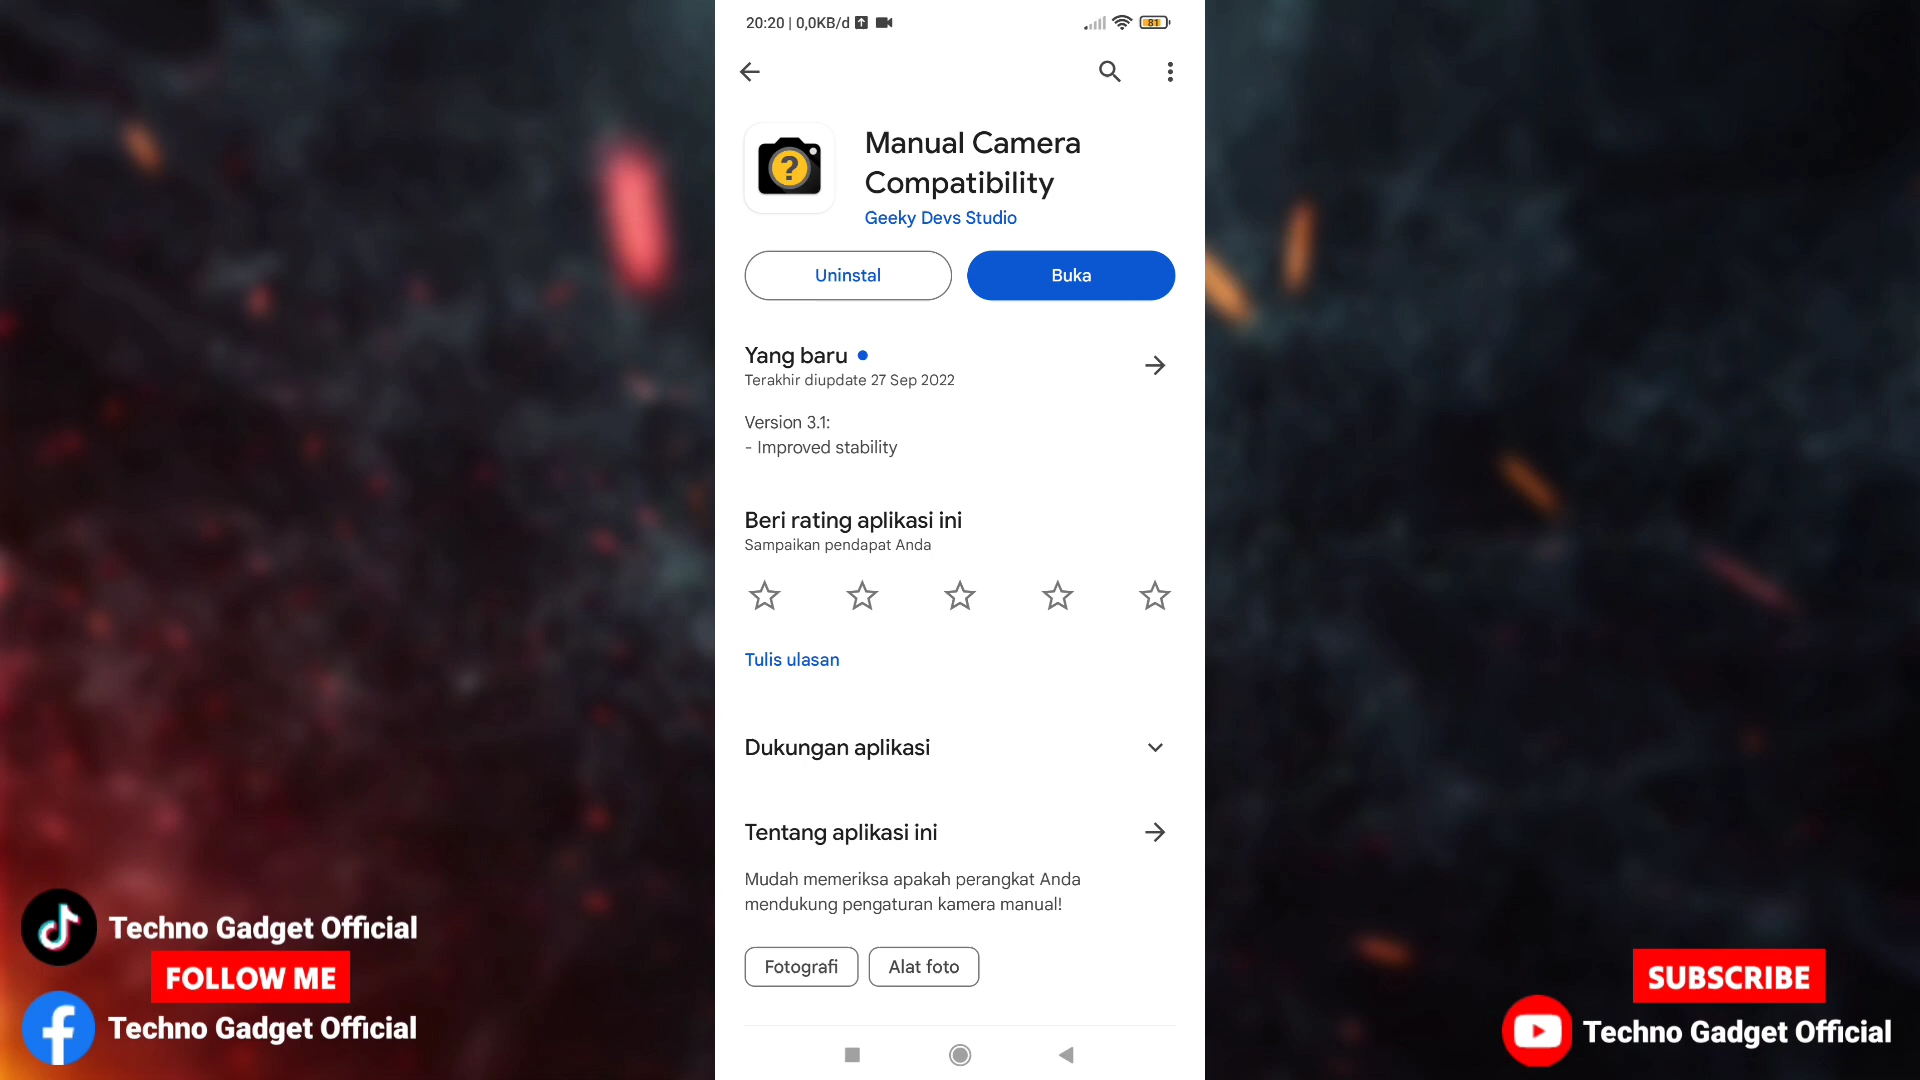 20:20 | 0,0KB/d
81
?
Manual Camera
Compatibility
Geeky Devs Studio
Uninstal
Buka
Yang baru
Terakhir diupdate 27 Sep 2022
Version 3.1:
- Improved stability
Beri rating aplikasi ini
Sampaikan pendapat Anda
Tulis ulasan
Dukungan aplikasi
Tentang aplikasi ini
Mudah memeriksa apakah perangkat Anda
mendukung pengaturan kamera manual!
Fotografi
Alat foto
Techno Gadget Official
FOLLOW ME
Techno Gadget Official
SUBSCRIBE
Techno Gadget Official